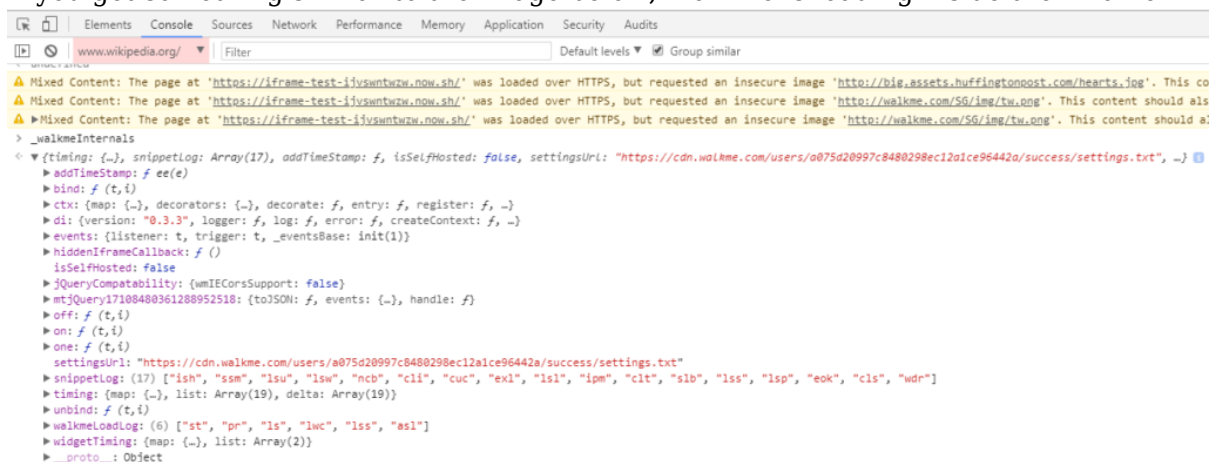 Elements Console Sources Network Performance Memory Application Security Audits
www.wikipedia.org/ ▼ Filter Default levels ▼ Group similar
undefined
Mixed Content: The page at 'https://iframe-test-ijvswntwzw.now.sh/' was loaded over HTTPS, but requested an insecure image 'http://big.assets.huffingtonpost.com/hearts.jpg'. This co
Mixed Content: The page at 'https://iframe-test-ijvswntwzw.now.sh/' was loaded over HTTPS, but requested an insecure image 'http://walkme.com/SG/img/tw.png'. This content should als
▶Mixed Content: The page at 'https://iframe-test-ijvswntwzw.now.sh/' was loaded over HTTPS, but requested an insecure image 'http://walkme.com/SG/img/tw.png'. This content should al
> _walkmeInternals
▼{timing: {…}, snippetLog: Array(17), addTimeStamp: ƒ, isSelfHosted: false, settingsUrl: "https://cdn.walkme.com/users/a075d20997c8480298ec12a1ce96442a/success/settings.txt", …}
▶addTimeStamp: ƒ ee(e)
▶bind: ƒ (t,i)
▶ctx: {map: {…}, decorators: {…}, decorate: ƒ, entry: ƒ, register: ƒ, …}
▶di: {version: "0.3.3", logger: ƒ, log: ƒ, error: ƒ, createContext: ƒ, …}
▶events: {listener: t, trigger: t, _eventsBase: init(1)}
▶hiddenIframeCallback: ƒ ()
isSelfHosted: false
▶jQueryCompatability: {wmIECorsSupport: false}
▶mtjQuery17108480361288952518: {toJSON: ƒ, events: {…}, handle: ƒ}
▶off: ƒ (t,i)
▶on: ƒ (t,i)
▶one: ƒ (t,i)
settingsUrl: "https://cdn.walkme.com/users/a075d20997c8480298ec12a1ce96442a/success/settings.txt"
▶snippetLog: (17) ["ish", "ssm", "lsu", "lsw", "ncb", "cli", "cuc", "exl", "lsl", "ipm", "clt", "slb", "lss", "lsp", "eok", "cls", "wdr"]
▶timing: {map: {…}, list: Array(19), delta: Array(19)}
▶unbind: ƒ (t,i)
▶walkmeLoadLog: (6) ["st", "pr", "ls", "lwc", "lss", "asl"]
▶widgetTiming: {map: {…}, list: Array(2)}
▶__proto__: Object